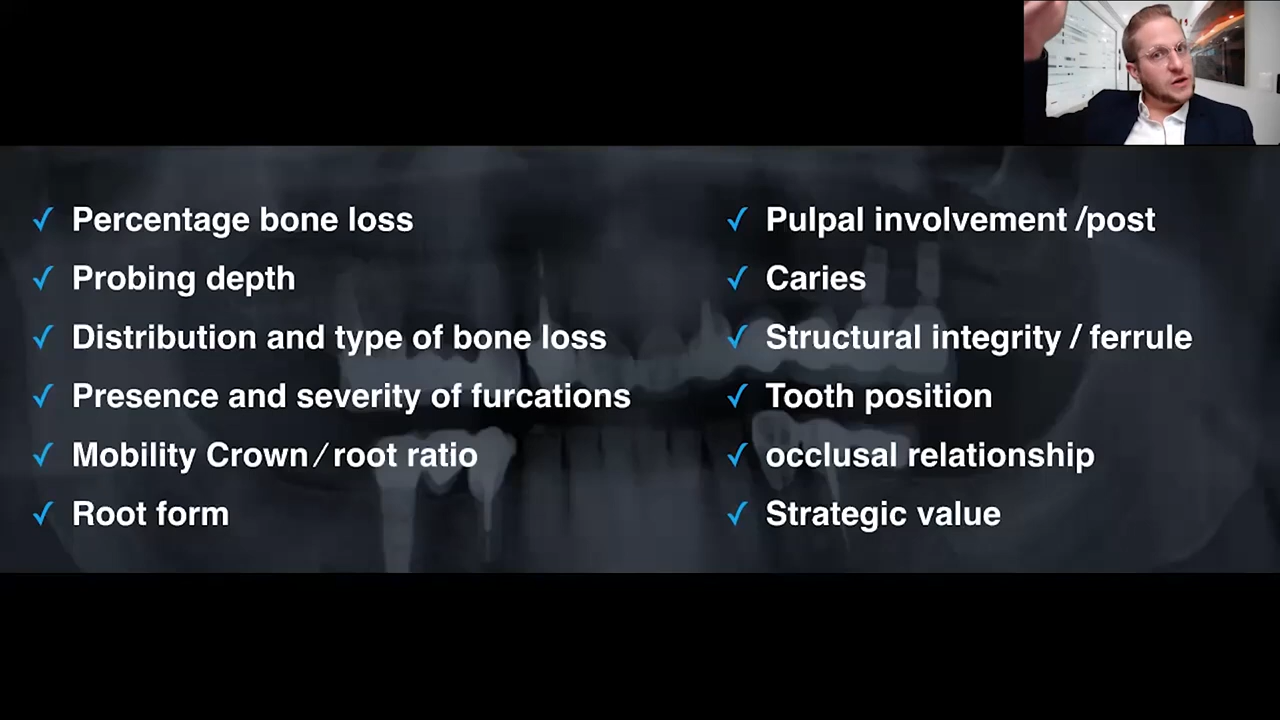 Percentage bone loss
Probing depth
Distribution and type of bone loss
Presence and severity of furcations
Mobility Crown/root ratio
Root form
Pulpal involvement /post
Caries
Structural integrity / ferrule
Tooth position
occlusal relationship
Strategic value